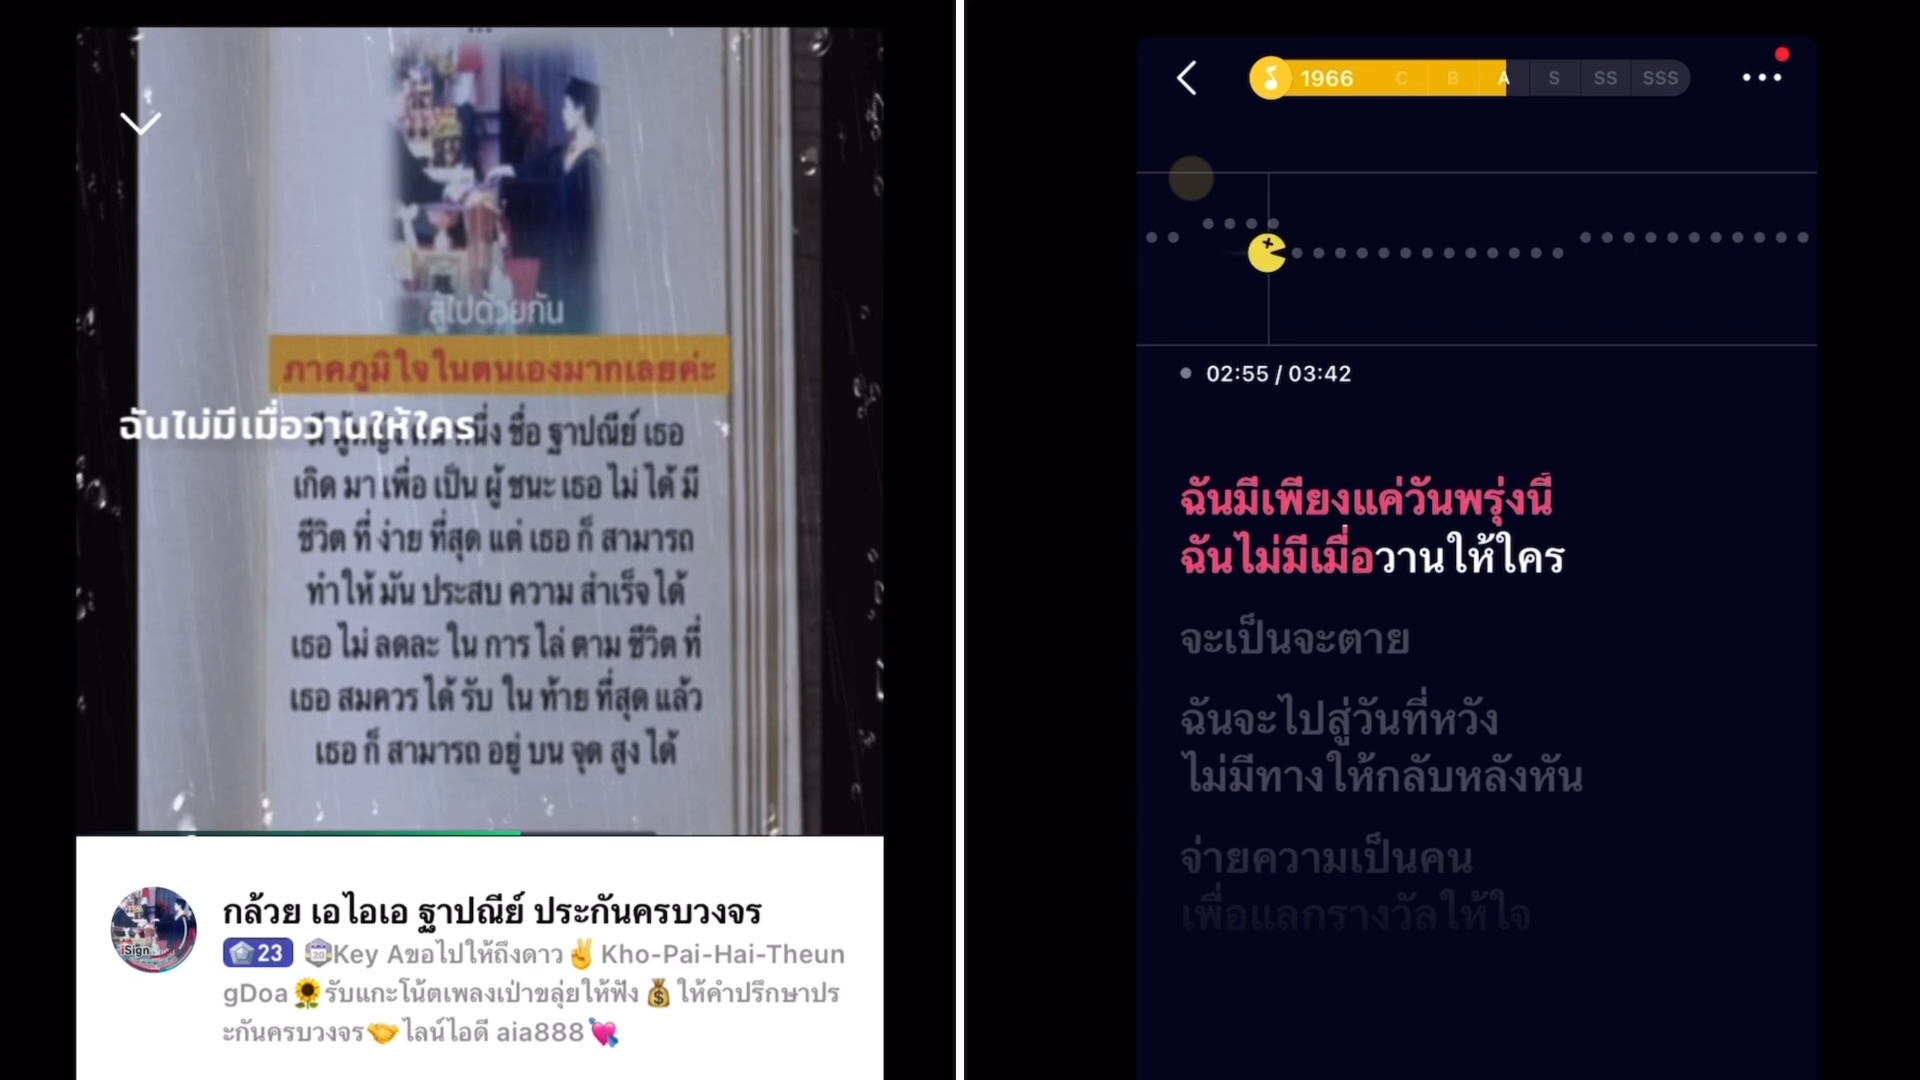 สู้ไปด้วยกัน
ภาคภูมิใจในตนเองมากเลยค่ะ
ฉันไม่มีเมื่อวานให้ใคร
หนึ่ง ชื่อ ฐาปณีย์ เธอ
เกิด มา เพื่อ เป็น ผู้ ชนะ เธอ ไม่ ได้ มี
ชีวิต ที่ ง่าย ที่สุด แต่ เธอ ก็ สามารถ
ทำ ให้ มัน ประสบ ความ สำเร็จ ได้
เธอ ไม่ ลดละ ใน การ ไล่ ตาม ชีวิต ที่
เธอ สมควร ได้ รับ ใน ท้าย ที่สุด แล้ว
เธอ ก็ สามารถ อยู่ บน จุด สูง ได้
iSign
กล้วย เอไอเอ ฐาปณีย์ ประกันครบวงจร
23 Key Aขอไปให้ถึงดาว✌️Kho-Pai-Hai-Theun
gDoa🌻รับแกะโน้ตเพลงเป่าขลุ่ยให้ฟัง💰ให้คำปรึกษาปร
ะกันครบวงจร🤝ไลน์ไอดี aia888💘
1966 C B A S SS SSS
02:55 / 03:42
ฉันมีเพียงแค่วันพรุ่งนี้
ฉันไม่มีเมื่อวานให้ใคร
จะเป็นจะตาย
ฉันจะไปสู่วันที่หวัง
ไม่มีทางให้กลับหลังหัน
จ่ายความเป็นคน
เพื่อแลกรางวัลให้ใจ